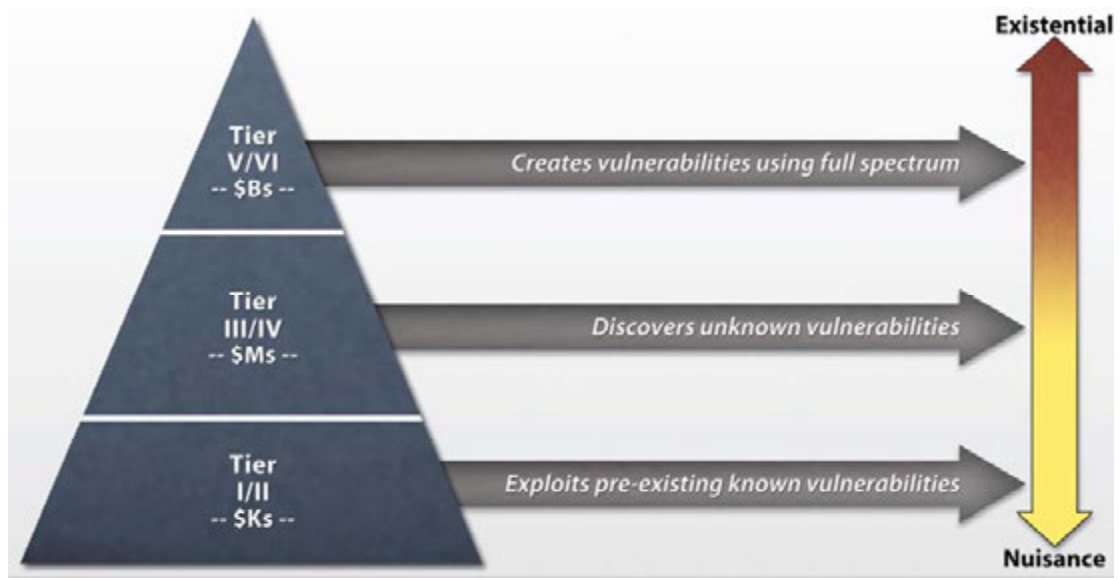 Existential
Tier
V/VI
-- $Bs --
Creates vulnerabilities using full spectrum
Tier
III/IV
-- $Ms --
Discovers unknown vulnerabilities
Tier
I/II
-- $Ks --
Exploits pre-existing known vulnerabilities
Nuisance